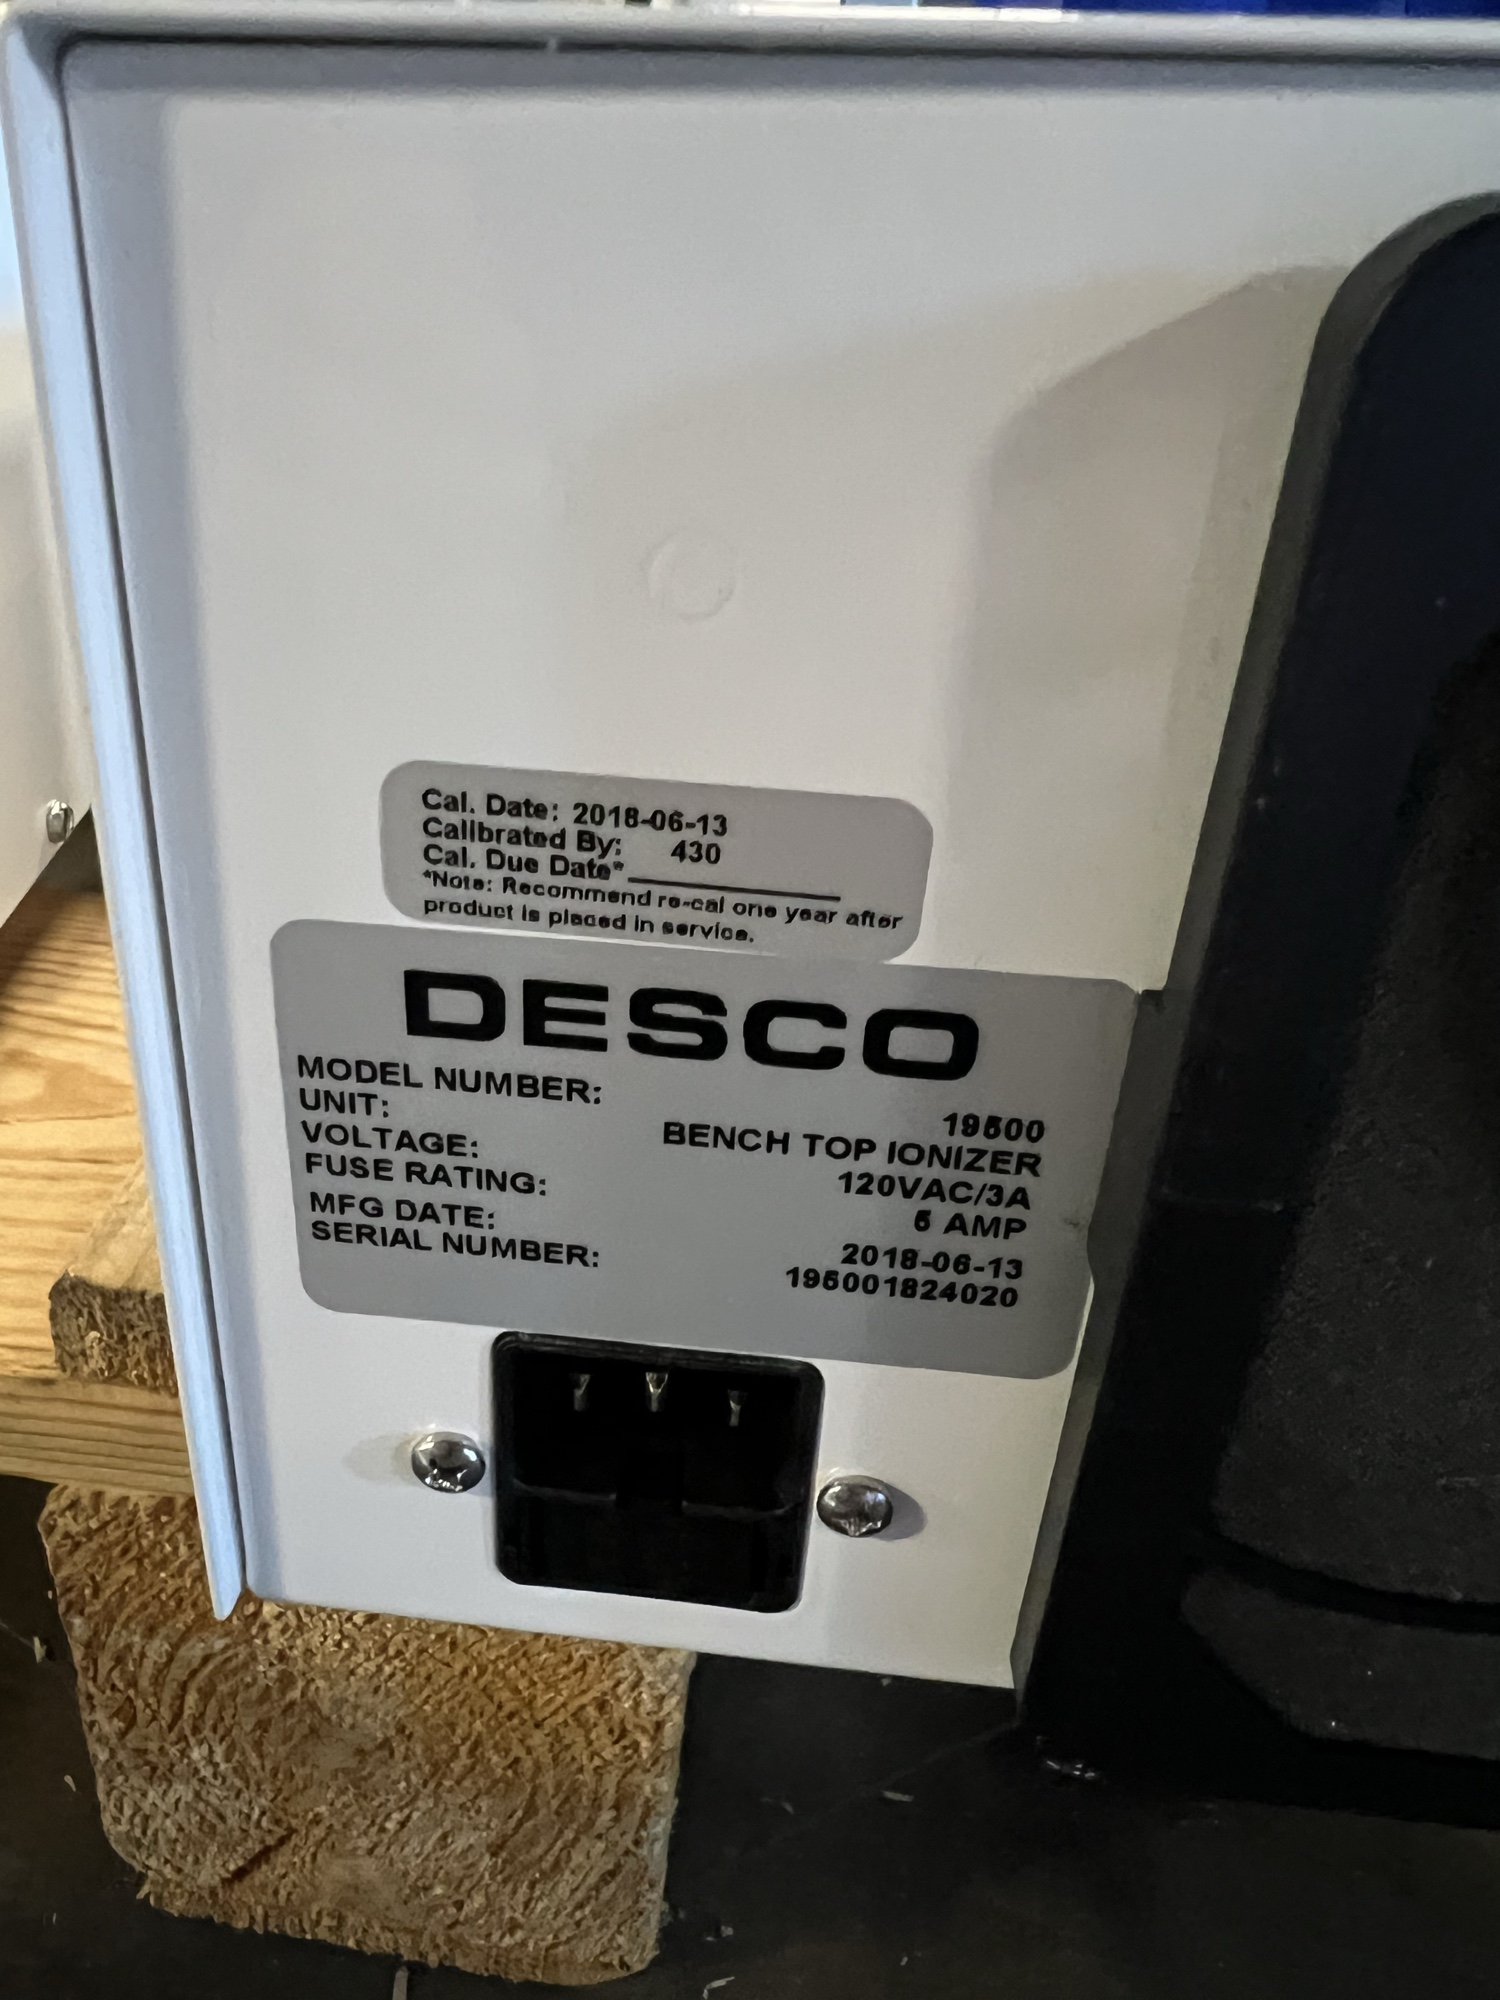 Cal. Date: 2018-06-13
Calibrated By: 430
Cal. Due Date*
*Note: Recommend re-cal one year after
product is placed in service.
DESCO
MODEL NUMBER: 19500
UNIT: BENCH TOP IONIZER
VOLTAGE: 120VAC/3A
FUSE RATING: 5 AMP
MFG DATE: 2018-06-13
SERIAL NUMBER: 195001824020